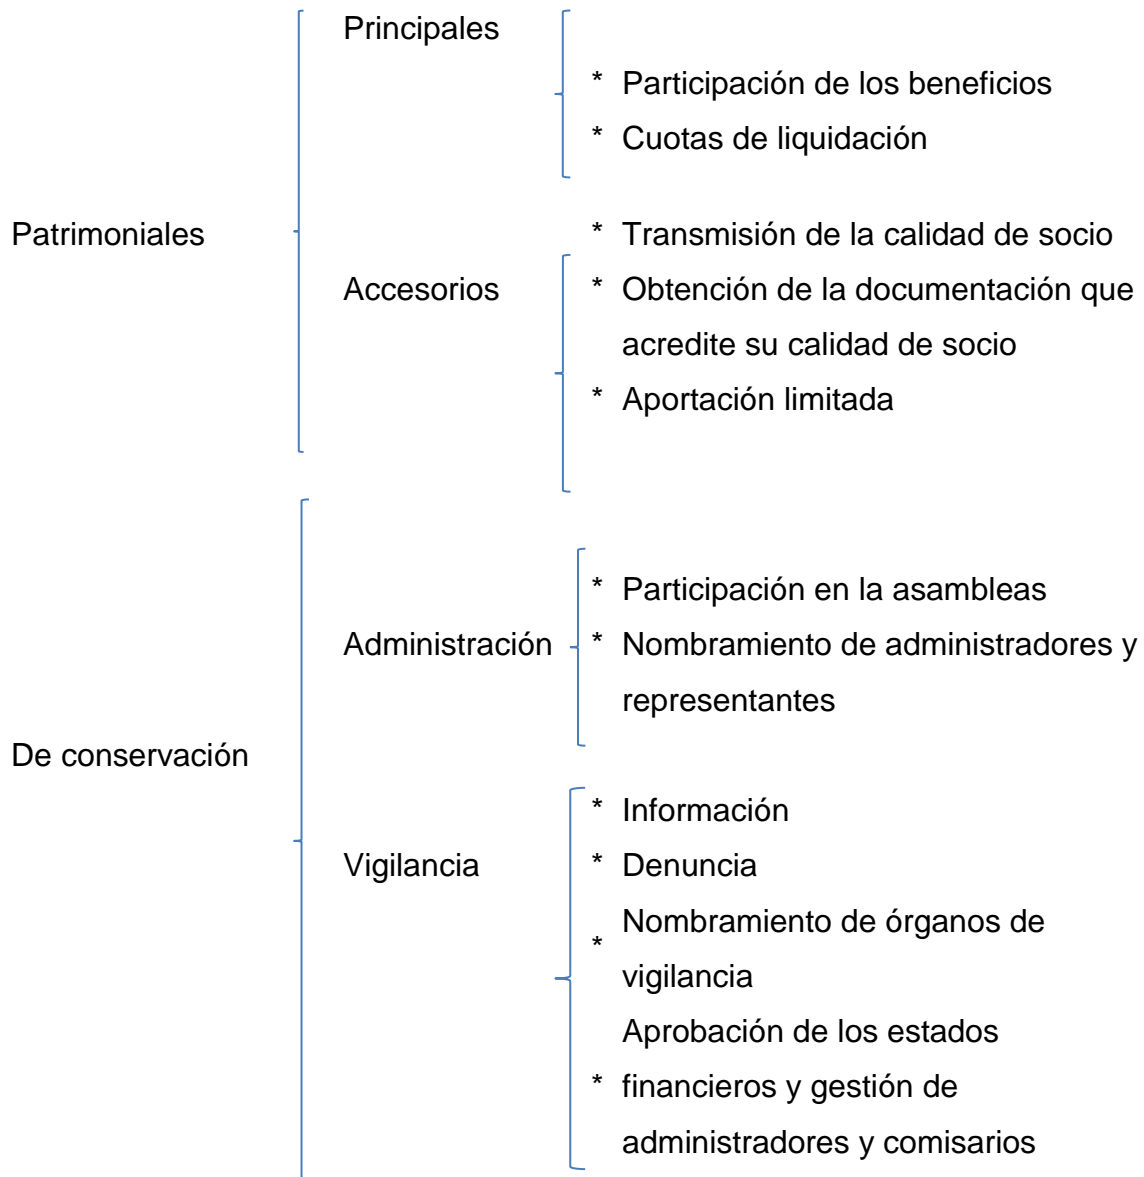 Principales
* Participación de los beneficios
* Cuotas de liquidación
Patrimoniales
* Transmisión de la calidad de socio
Accesorios
* Obtención de la documentación que
acredite su calidad de socio
* Aportación limitada
* Participación en la asambleas
Administración
* Nombramiento de administradores y
representantes
De conservación
* Información
Vigilancia
* Denuncia
* Nombramiento de órganos de
vigilancia
Aprobación de los estados
* financieros y gestión de
administradores y comisarios